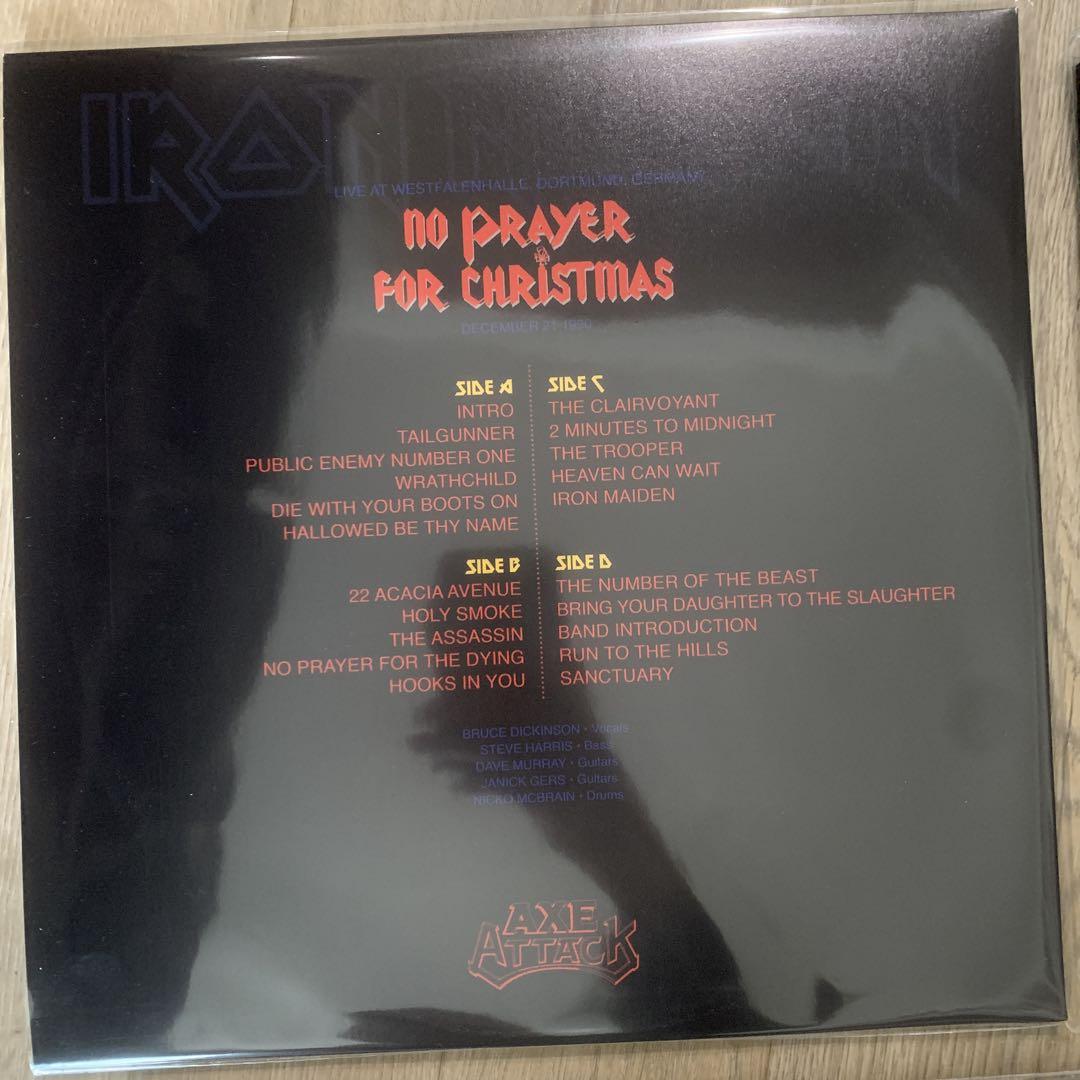 IRON MAIDEN
LIVE AT WESTFALENHALLE, DORTMUND, GERMANY
NO PRAYER
FOR CHRISTMAS
DECEMBER 21 1990
SIDE A
INTRO
TAILGUNNER
PUBLIC ENEMY NUMBER ONE
WRATHCHILD
DIE WITH YOUR BOOTS ON
HALLOWED BE THY NAME
SIDE B
22 ACACIA AVENUE
HOLY SMOKE
THE ASSASSIN
NO PRAYER FOR THE DYING
HOOKS IN YOU
SIDE C
THE CLAIRVOYANT
2 MINUTES TO MIDNIGHT
THE TROOPER
HEAVEN CAN WAIT
IRON MAIDEN
SIDE D
THE NUMBER OF THE BEAST
BRING YOUR DAUGHTER TO THE SLAUGHTER
BAND INTRODUCTION
RUN TO THE HILLS
SANCTUARY
BRUCE DICKINSON • Vocals
STEVE HARRIS • Bass
DAVE MURRAY • Guitars
JANICK GERS • Guitars
NICKO MCBRAIN • Drums
AXE
ATTACK